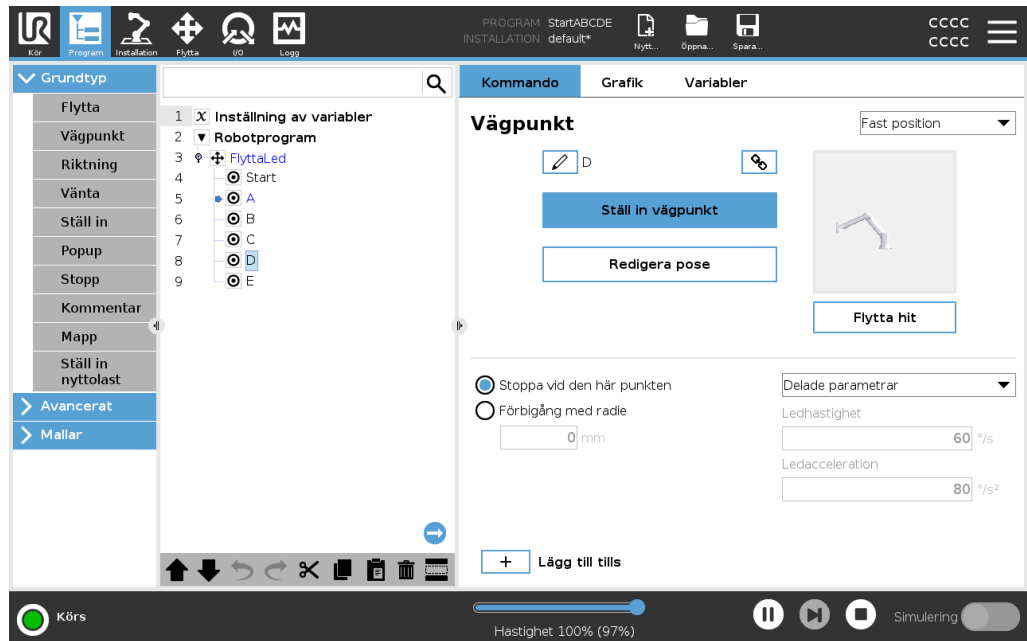 UR
PROGRAM StartABCDE
INSTALLATION default*
CCCC
CCCC
Kör Program Installation Flytta I/O Logg Nytt... Öppna... Spara...
Grundtyp
Flytta
Vägpunkt
Riktning
Vänta
Ställ in
Popup
Stopp
Kommentar
Mapp
Ställ in
nyttolast
Avancerat
Mallar
1 X Inställning av variabler
2 Robotprogram
3 FlyttaLed
4 Start
5 A
6 B
7 C
8 D
9 E
Kommando Grafik Variabler
Vägpunkt
Fast position
D
Ställ in vägpunkt
Redigera pose
Flytta hit
Stoppa vid den här punkten
Förbigång med radie
0 mm
Delade parametrar
Ledhastighet
60 °/s
Ledacceleration
80 °/s²
+ Lägg till tills
Körs
Hastighet 100% (97%)
Simulering